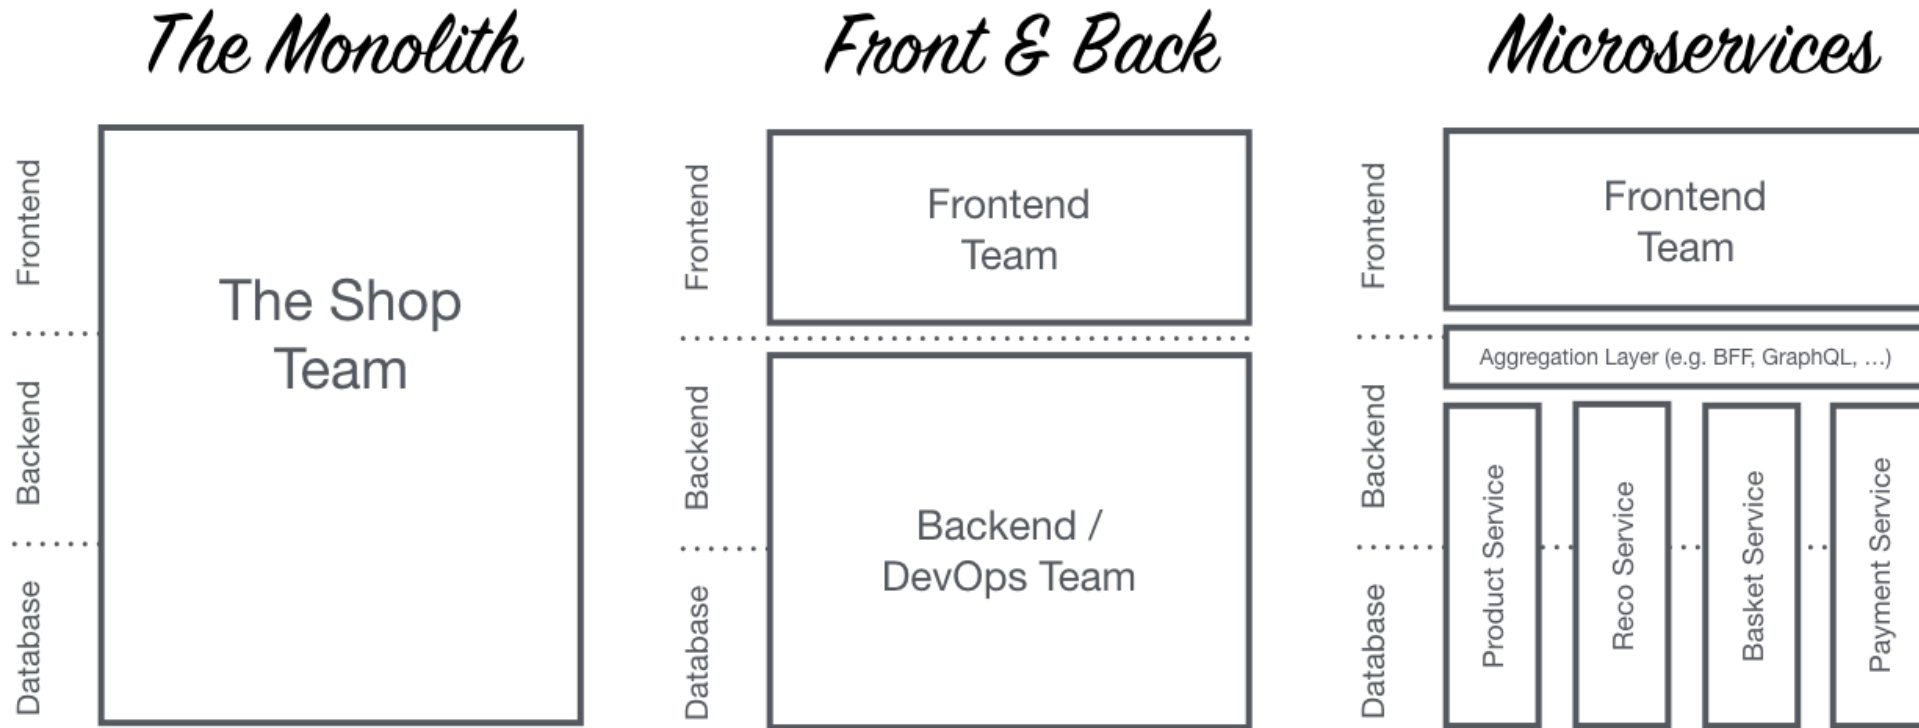 The Monolith
Frontend
Backend
Database
The Shop
Team
Front & Back
Frontend
Backend
Database
Frontend
Team
Backend /
DevOps Team
Microservices
Frontend
Backend
Database
Frontend
Team
Aggregation Layer (e.g. BFF, GraphQL, ...)
Product Service
Reco Service
Basket Service
Payment Service